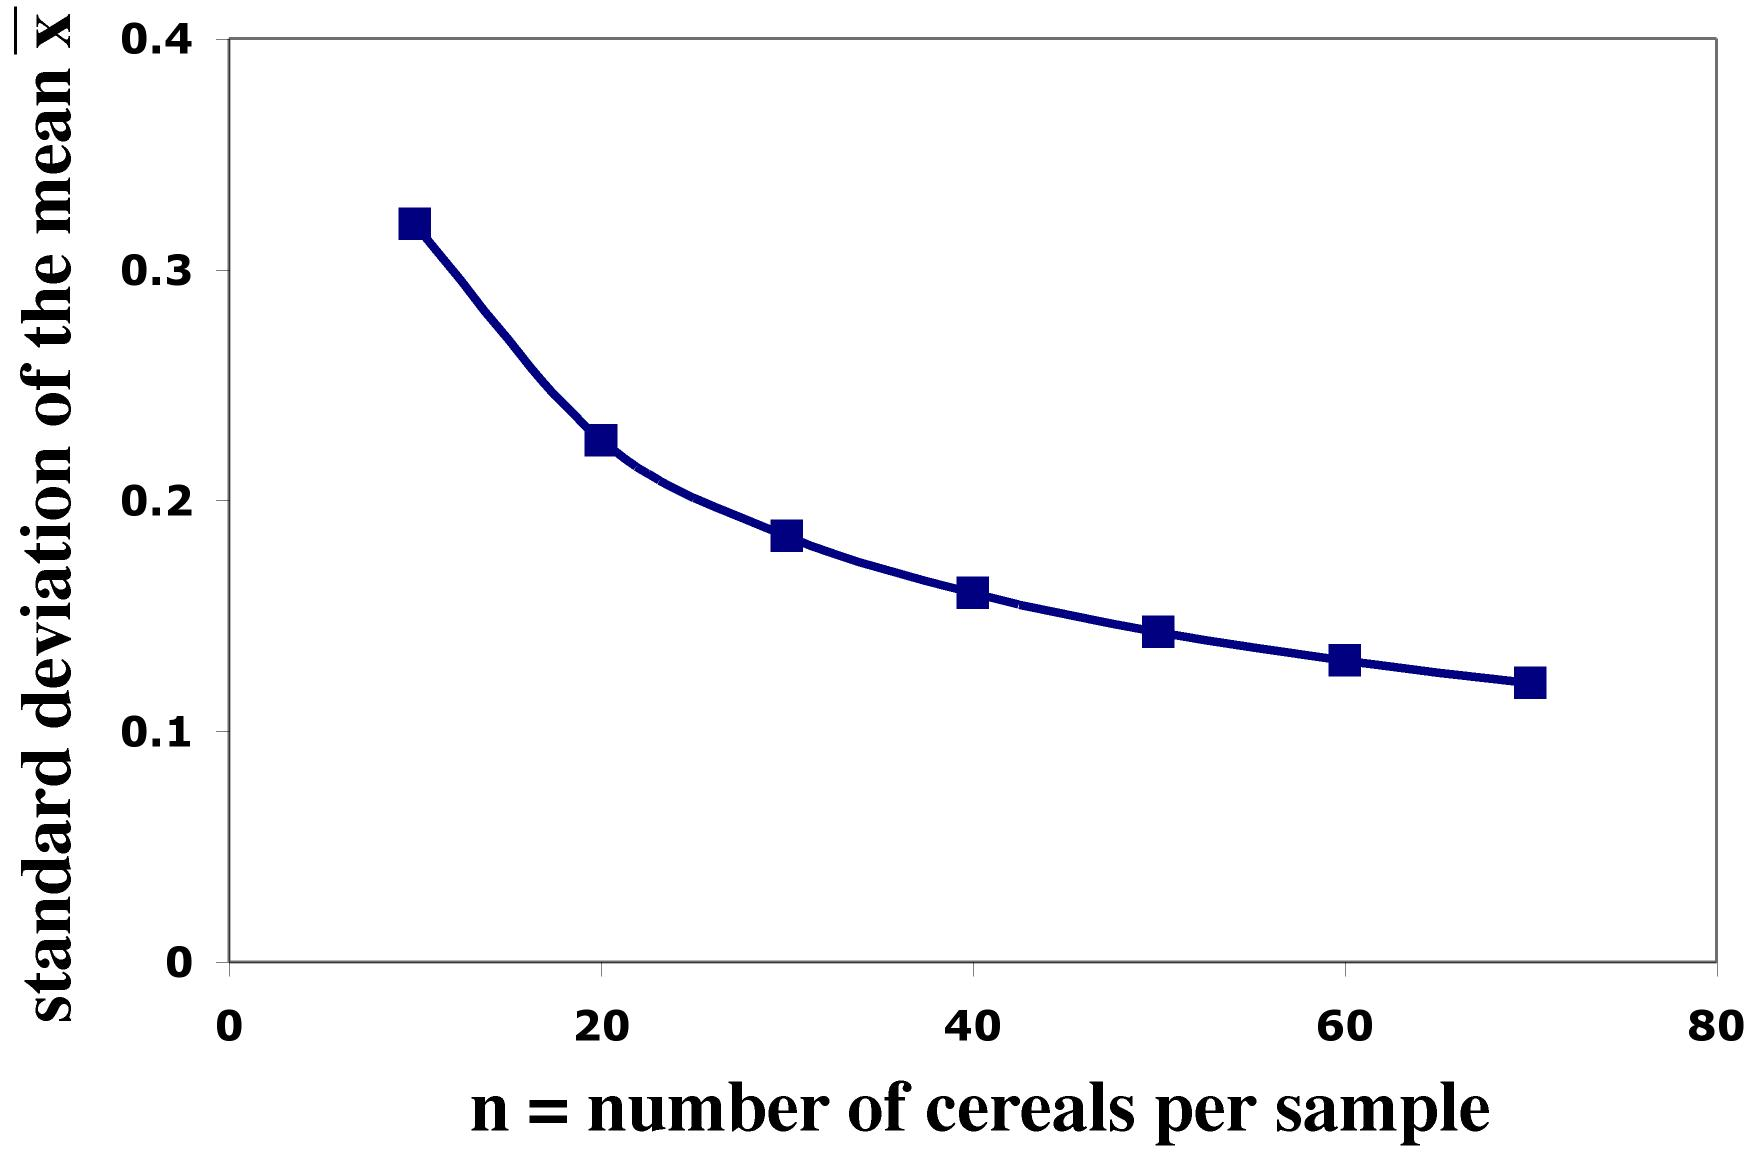 standard deviation of the mean x̅
0.4
0.3
0.2
0.1
0
0 20 40 60 80
n = number of cereals per sample